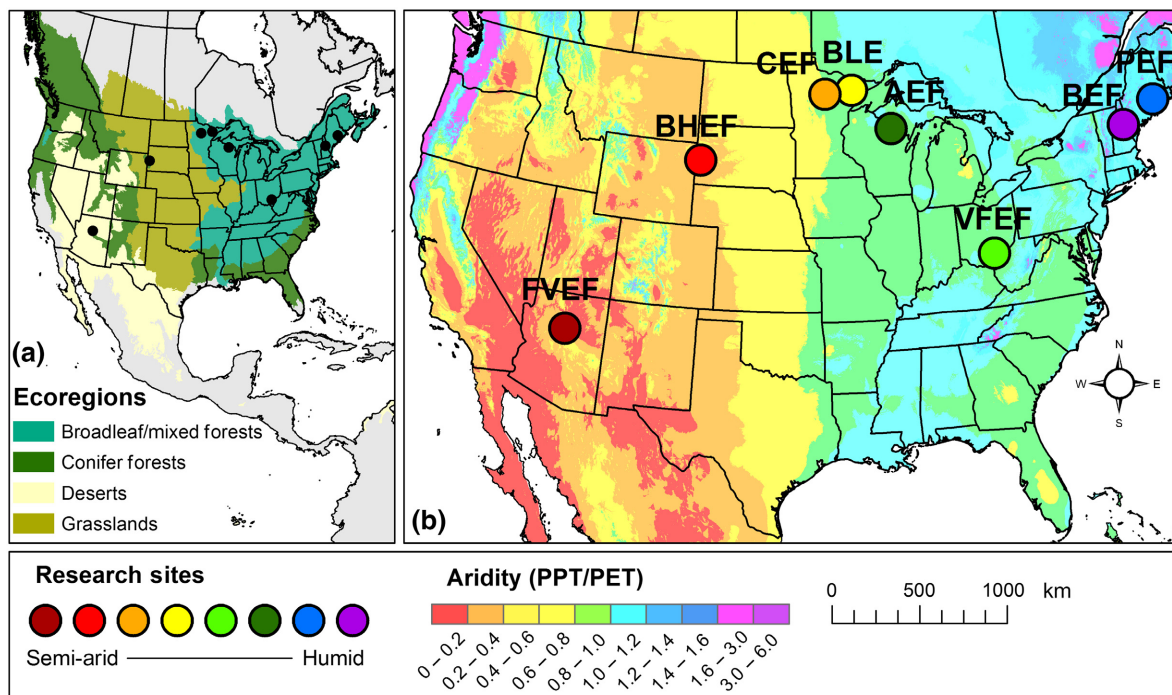 (a)
Ecoregions
Broadleaf/mixed forests
Conifer forests
Deserts
Grasslands
CEF
BLE
PEF
AEF
BEF
BHEF
VFEF
FVEF
N
W
E
S
(b)
Research sites
Semi-arid
Humid
Aridity (PPT/PET)
0 – 0.2
0.2 – 0.4
0.4 – 0.6
0.6 – 0.8
0.8 – 1.0
1.0 – 1.2
1.2 – 1.4
1.4 – 1.6
1.6 – 3.0
3.0 – 6.0
0 500 1000 km